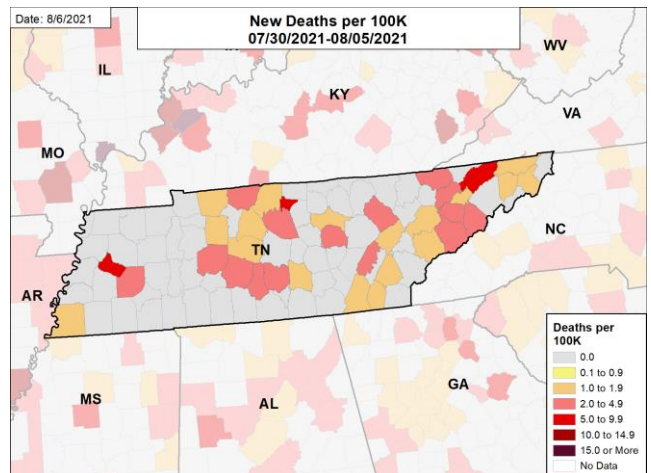 Date: 8/6/2021
New Deaths per 100K
07/30/2021-08/05/2021
WV
IL
KY
VA
MO
TN
NC
AR
MS
AL
GA
Deaths per
100K
0.0
0.1 to 0.9
1.0 to 1.9
2.0 to 4.9
5.0 to 9.9
10.0 to 14.9
15.0 or More
No Data